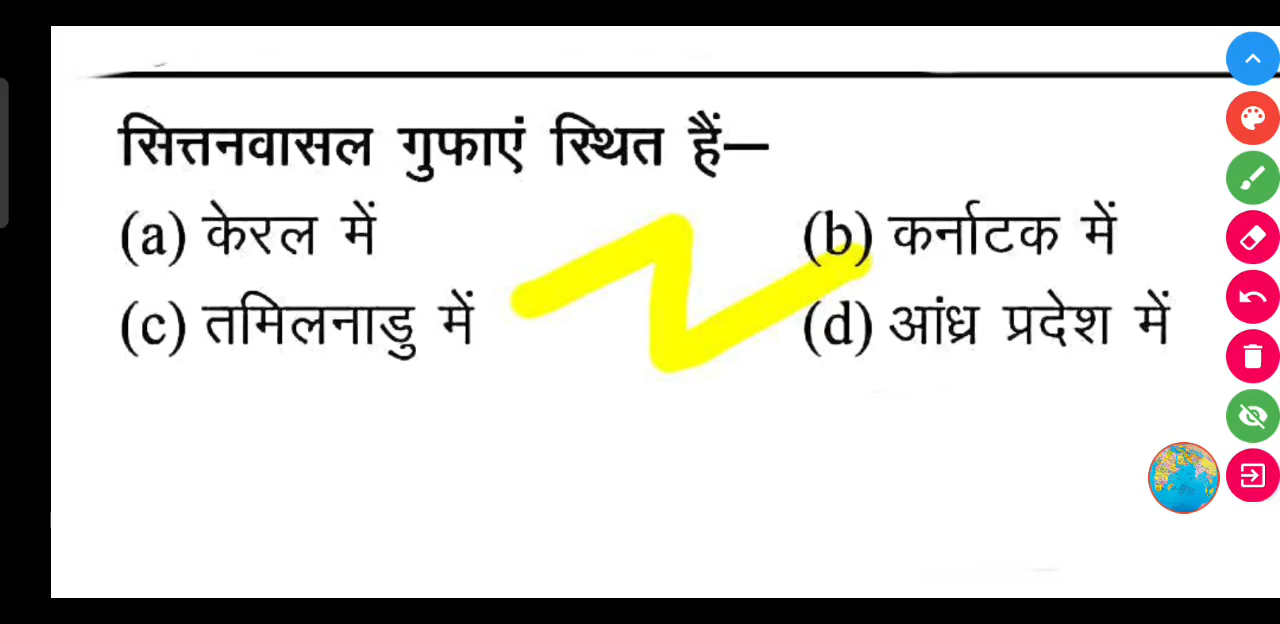 सित्तनवासल गुफाएं स्थित हैं—
(a) केरल में (b) कर्नाटक में
(c) तमिलनाडु में (d) आंध्र प्रदेश में